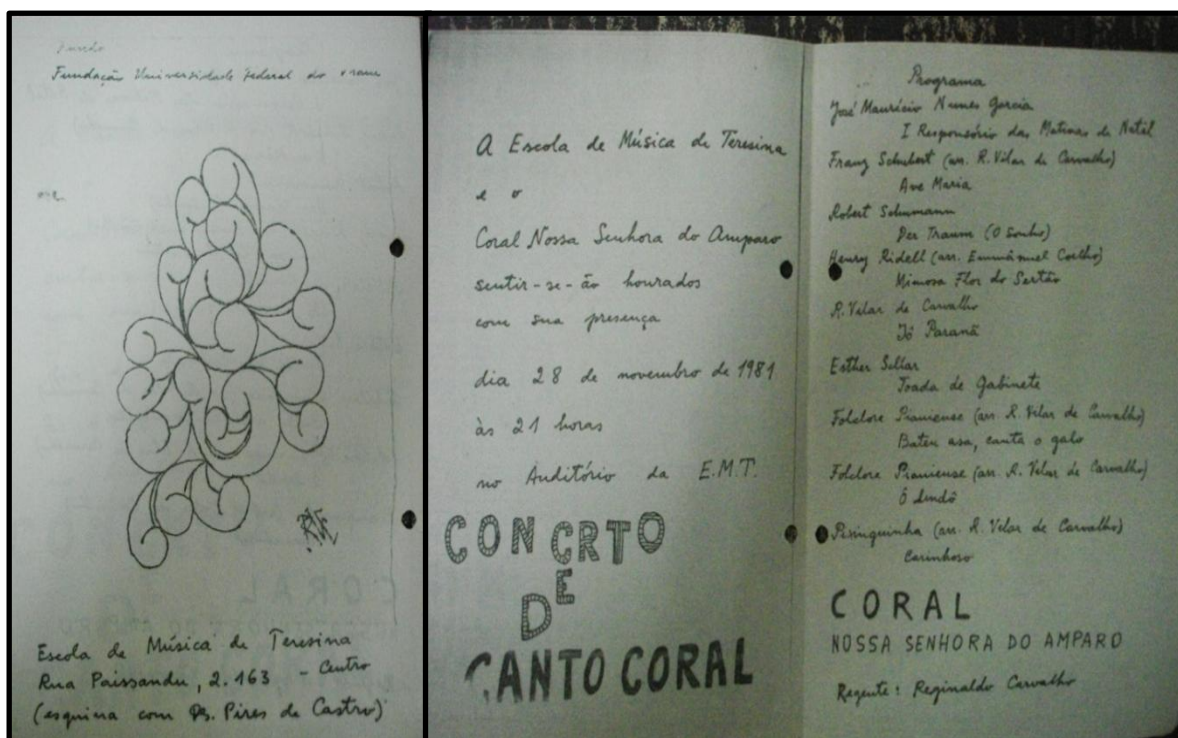 Fundação Universidade Federal do
Escola de Música de Teresina
Rua Paissandu, 2.163 - Centro
(esquina com Pires de Castro)
A Escola de Música de Teresina
e o
Coral Nossa Senhora do Amparo
sentir-se-ão honrados
com sua presença
dia 28 de novembro de 1981
às 21 horas
no Auditório da E.M.T.
CONCRTO
DE
CANTO CORAL
Programa
José Maurício Nunes Garcia
I Responsório das Matinas de Natal
Franz Schubert (arr. R. Vilar de Carvalho)
Ave Maria
Robert Schumann
Der Traum (O Sonho)
Henry Ridell (arr. Emmanuel Coelho)
Mimosa Flor do Sertão
R. Vilar de Carvalho
Jô Paranã
Esther Sciliar
Toada de Gabinete
Folclore Piauiense (arr. R. Vilar de Carvalho)
Bateu asa, canta o galo
Folclore Piauiense (arr. R. Vilar de Carvalho)
Ô Lindô
Pixinguinha (arr. R. Vilar de Carvalho)
Carinhoso
CORAL
NOSSA SENHORA DO AMPARO
Regente: Reginaldo Carvalho